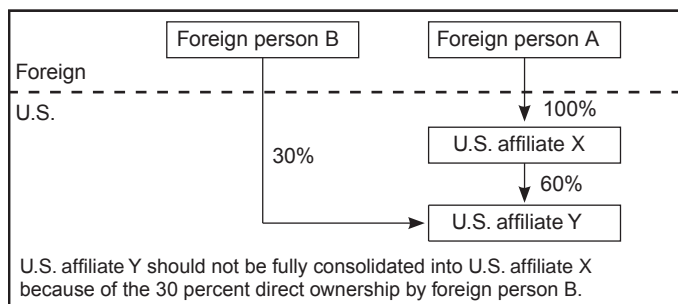 Foreign person B
Foreign person A
Foreign
U.S.
100%
U.S. affiliate X
30%
60%
U.S. affiliate Y
U.S. affiliate Y should not be fully consolidated into U.S. affiliate X
because of the 30 percent direct ownership by foreign person B.